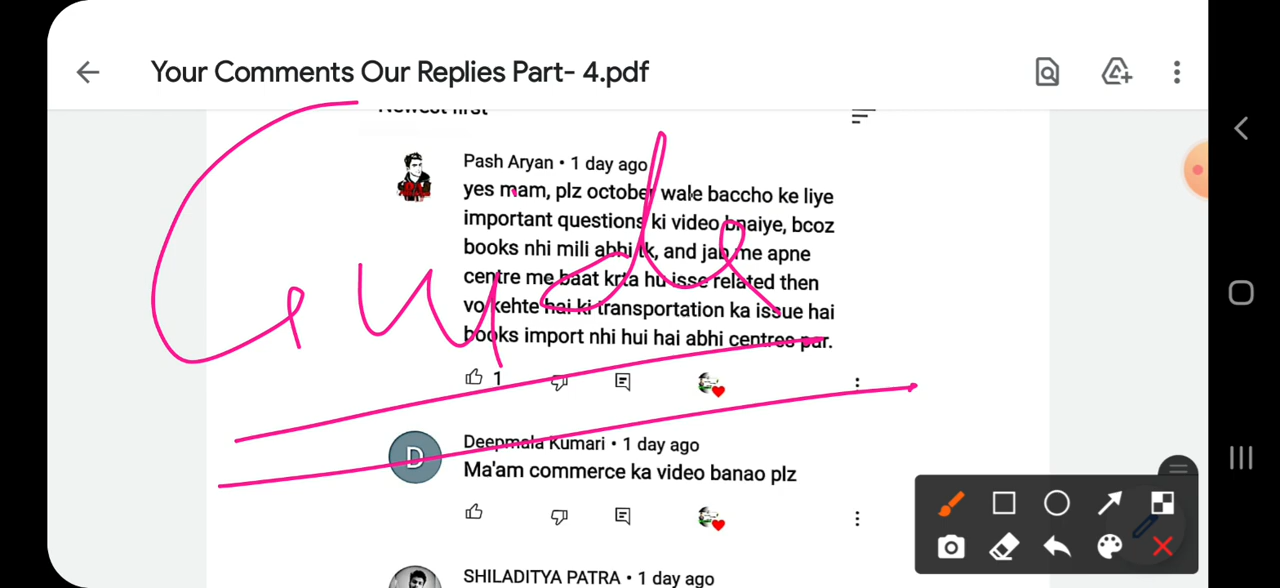 Your Comments Our Replies Part- 4.pdf
Newest first
Pash Aryan • 1 day ago
yes mam, plz october wale baccho ke liye
important questions ki video bnaiye, bcoz
books nhi mili abhi tk, and jab me apne
centre me baat krta hu isse related then
vo kehte hai ki transportation ka issue hai
books import nhi hui hai abhi centres par.
1
D
Deepmala Kumari • 1 day ago
Ma'am commerce ka video banao plz
SHILADITYA PATRA • 1 day ago
Guide